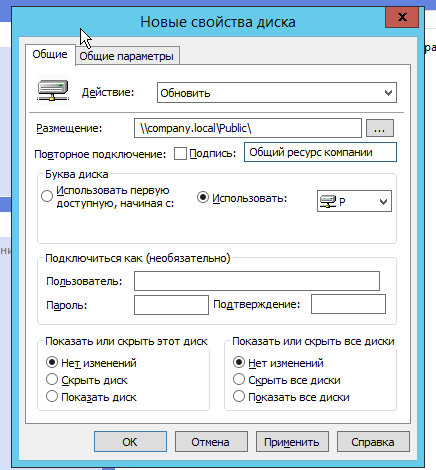 Новые свойства диска
Общие
Общие параметры
Действие:
Обновить
Размещение:
\\company.local\Public\
...
Повторное подключение:
Подпись:
Общий ресурс компании
Буква диска
Использовать первую
доступную, начиная с:
Использовать:
P
Подключиться как (необязательно)
Пользователь:
Пароль:
Подтверждение:
Показать или скрыть этот диск
Нет изменений
Скрыть диск
Показать диск
Показать или скрыть все диски
Нет изменений
Скрыть все диски
Показать все диски
ОК
Отмена
Применить
Справка